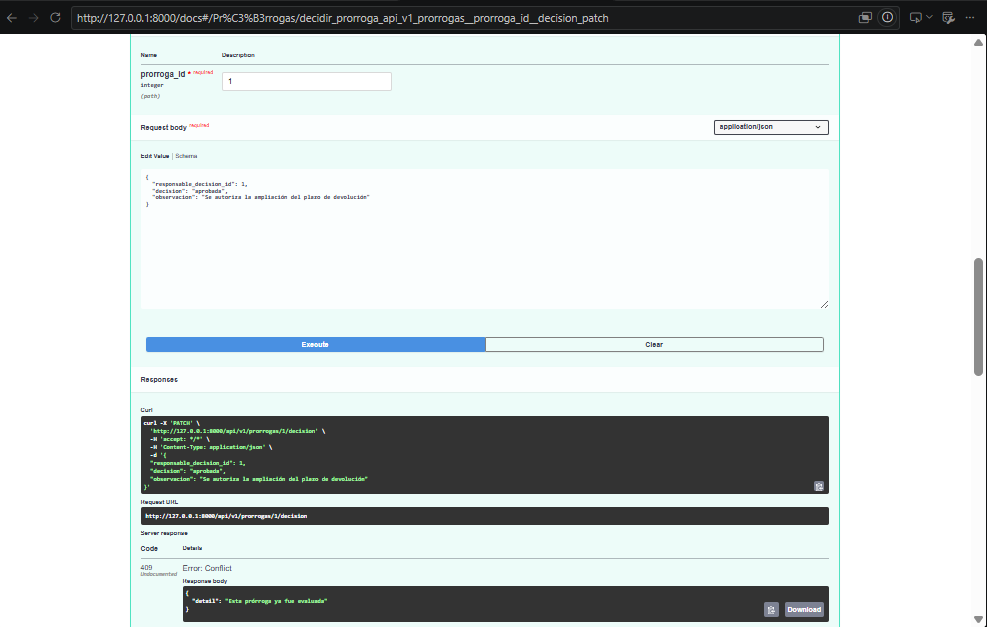 http://127.0.0.1:8000/docs#/Pr%C3%B3rrogas/decidir_prorroga_api_v1_prorrogas__prorroga_id__decision_patch
Name Description
prorroga_id * required
integer
(path)
1
Request body required
application/json
Edit Value | Schema
{
"responsable_decision_id": 1,
"decision": "aprobada",
"observacion": "Se autoriza la ampliación del plazo de devolución"
}
Execute Clear
Responses
Curl
curl -X 'PATCH' \
'http://127.0.0.1:8000/api/v1/prorrogas/1/decision' \
-H 'accept: */*' \
-H 'Content-Type: application/json' \
-d '{
"responsable_decision_id": 1,
"decision": "aprobada",
"observacion": "Se autoriza la ampliación del plazo de devolución"
}'
Request URL
http://127.0.0.1:8000/api/v1/prorrogas/1/decision
Server response
Code Details
409
Undocumented
Error: Conflict
Response body
{
"detail": "Esta prórroga ya fue evaluada"
}
Download